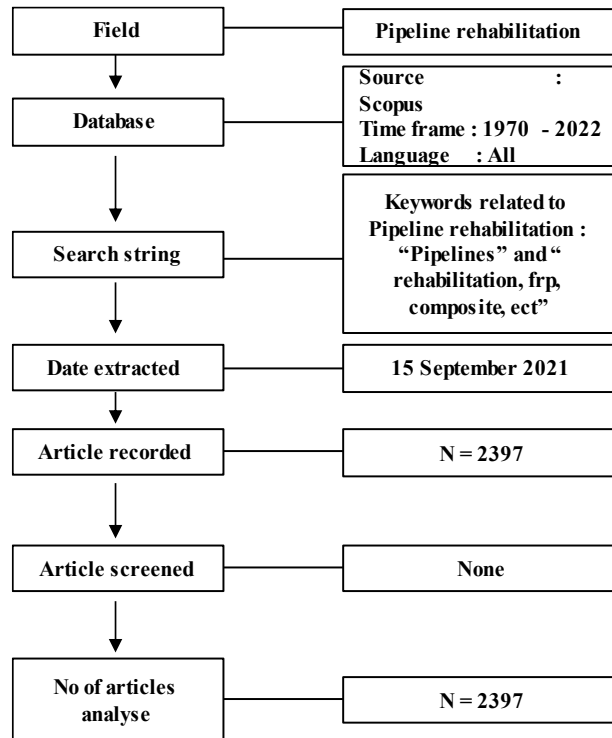 Field
Pipeline rehabilitation
Database
Source :
Scopus
Time frame : 1970 - 2022
Language : All
Search string
Keywords related to
Pipeline rehabilitation :
“Pipelines” and “
rehabilitation, frp,
composite, ect”
Date extracted
15 September 2021
Article recorded
N = 2397
Article screened
None
No of articles
analyse
N = 2397